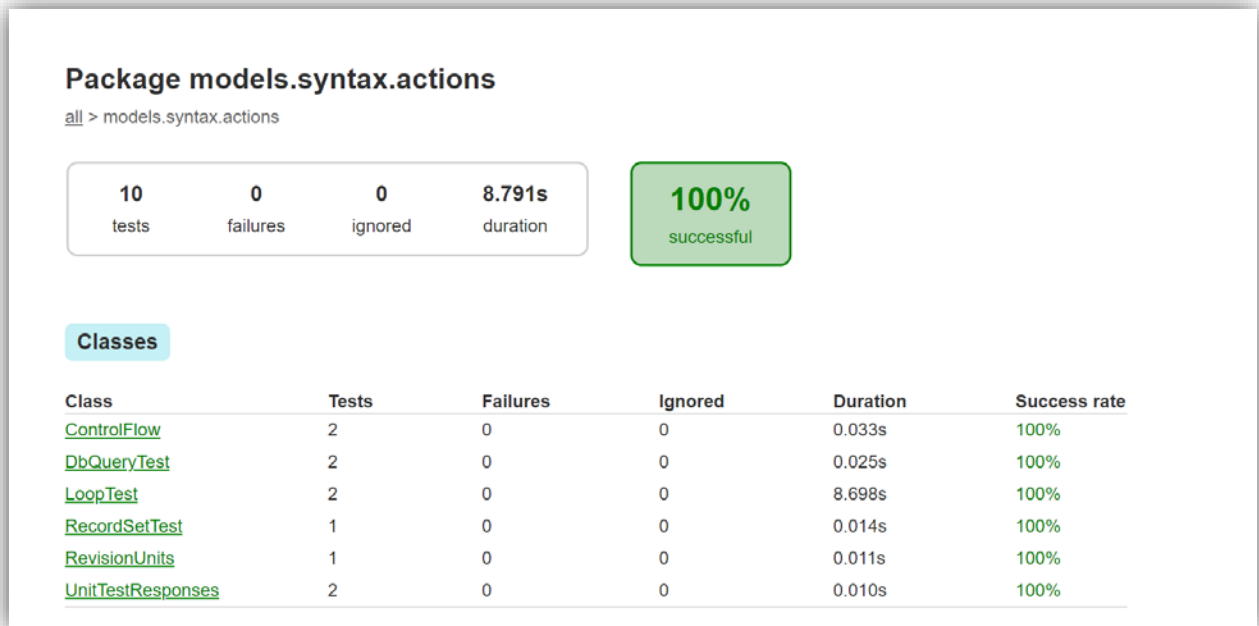 Package models.syntax.actions
all > models.syntax.actions
10 0 0 8.791s
tests failures ignored duration
100%
successful
Classes
Class Tests Failures Ignored Duration Success rate
ControlFlow 2 0 0 0.033s 100%
DbQueryTest 2 0 0 0.025s 100%
LoopTest 2 0 0 8.698s 100%
RecordSetTest 1 0 0 0.014s 100%
RevisionUnits 1 0 0 0.011s 100%
UnitTestResponses 2 0 0 0.010s 100%